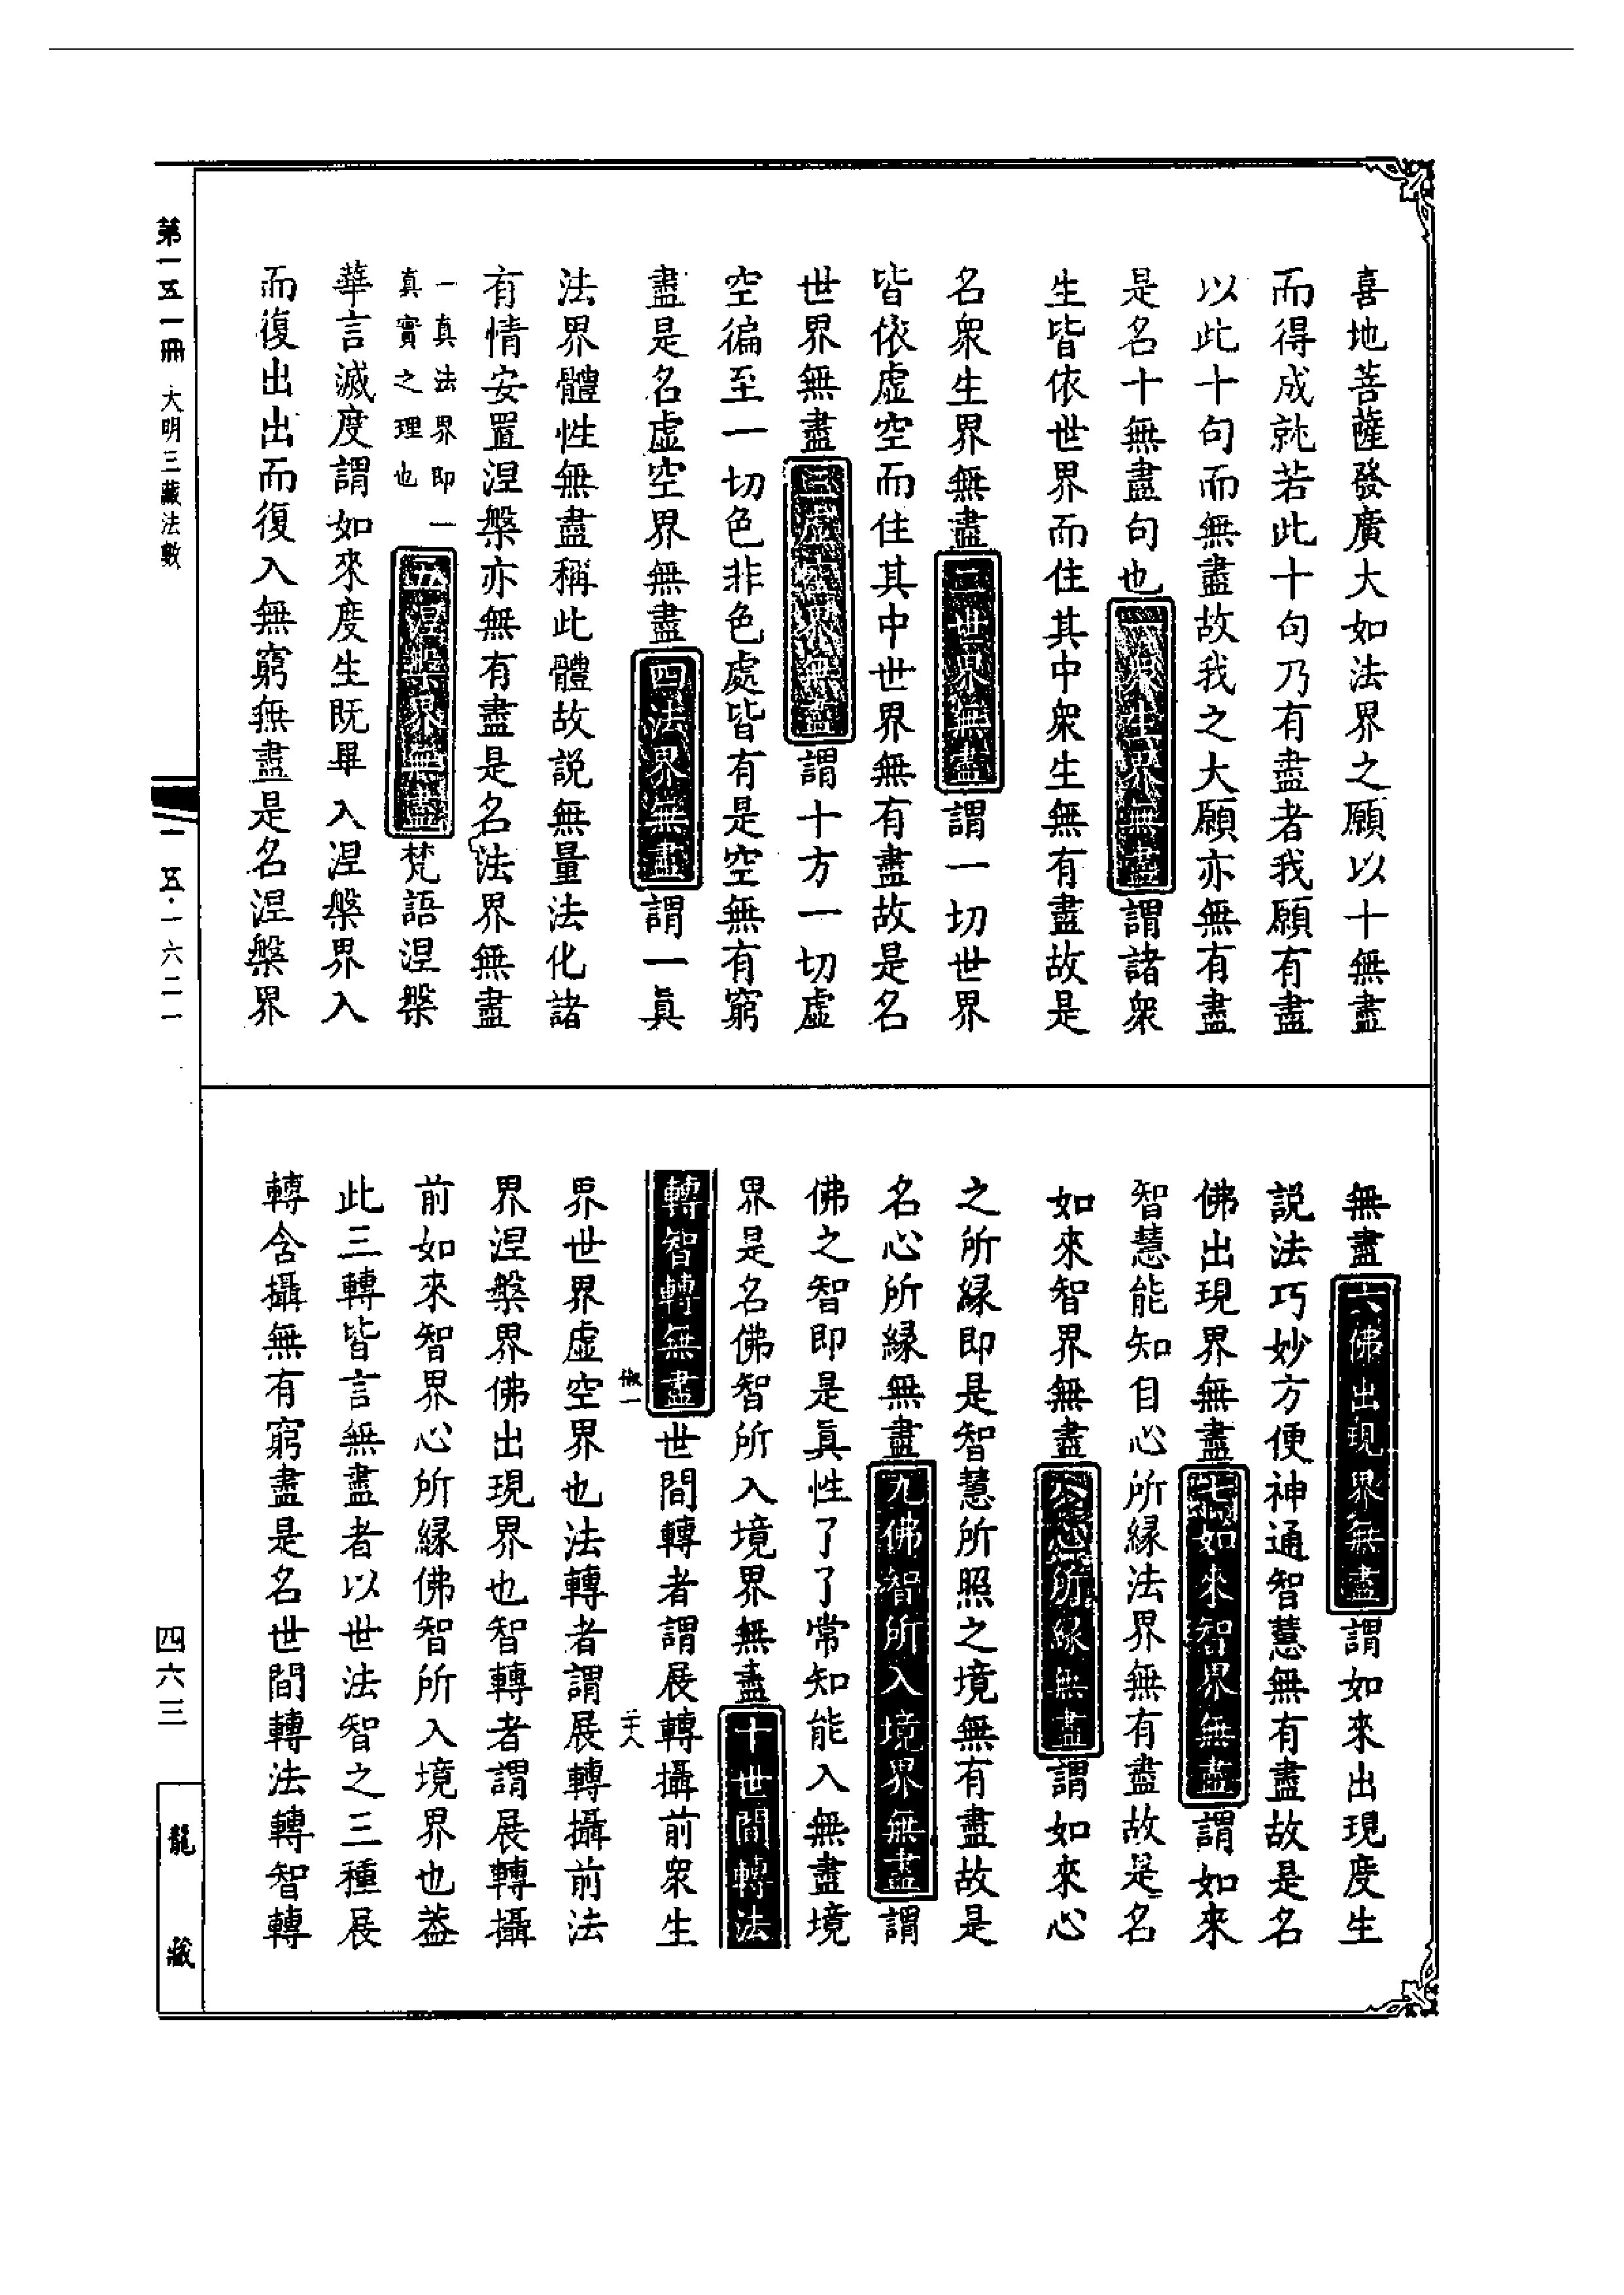 喜地菩薩發廣大如法界之願以十無盡
而得成就若此十句乃有盡者我願有盡
以此十句而無盡故我之大願亦無有盡
是名十無盡句也一衆生界無盡謂諸衆
生皆依世界而住其中衆生無有盡故是
名衆生界無盡二世界無盡謂一切世界
皆依虛空而住其中世界無有盡故是名
世界無盡三虛空界無盡謂十方一切虛
空徧至一切色非色處皆有是空無有窮
盡是名虛空界無盡四法界無盡謂一眞
法界體性無盡稱此體故說無量法化諸
有情安置涅槃亦無有盡是名法界無盡
一真法界即一
真實之理也
五涅槃界無盡梵語涅槃
華言滅度謂如來度生既畢入涅槃界入
而復出出而復入無窮無盡是名涅槃界
無盡六佛出現界無盡謂如來出現度生
說法巧妙方便神通智慧無有盡故是名
佛出現界無盡七如來智界無盡謂如來
智慧能知自心所緣法界無有盡故是名
如來智界無盡八心所緣無盡謂如來心
之所緣即是智慧所照之境無有盡故是
名心所緣無盡九佛智所入境界無盡謂
佛之智即是眞性了了常知能入無盡境
界是名佛智所入境界無盡十世間轉法
轉智轉無盡世間轉者謂展轉攝前衆生
界世界虛空界也法轉者謂展轉攝前法
界涅槃界佛出現界也智轉者謂展轉攝
前如來智界心所緣佛智所入境界也葢
此三轉皆言無盡者以世法智之三種展
轉含攝無有窮盡是名世間轉法轉智轉
第一五一冊 大明三藏法數
一五·一六二一
四六三
龍藏